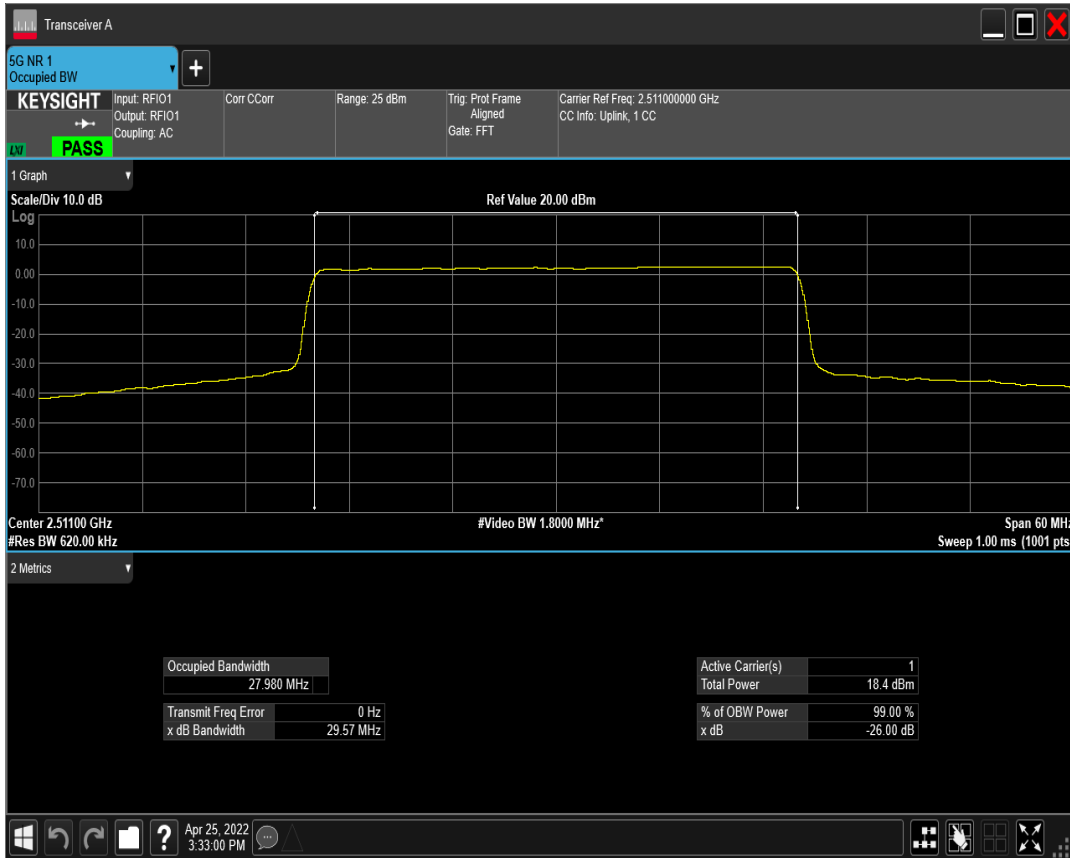 Transceiver A
5G NR 1
Occupied BW
+
KEYSIGHT
LXI
PASS
Input: RFIO1
Output: RFIO1
Coupling: AC
Corr CCorr
Range: 25 dBm
Trig: Prot Frame
Aligned
Gate: FFT
Carrier Ref Freq: 2.511000000 GHz
CC Info: Uplink, 1 CC
1 Graph
Scale/Div 10.0 dB
Ref Value 20.00 dBm
Log
10.0
0.00
-10.0
-20.0
-30.0
-40.0
-50.0
-60.0
-70.0
Center 2.51100 GHz
#Video BW 1.8000 MHz*
Span 60 MHz
#Res BW 620.00 kHz
Sweep 1.00 ms (1001 pts
2 Metrics
Occupied Bandwidth
27.980 MHz
Transmit Freq Error 0 Hz
x dB Bandwidth 29.57 MHz
Active Carrier(s) 1
Total Power 18.4 dBm
% of OBW Power 99.00 %
x dB -26.00 dB
?
Apr 25, 2022
3:33:00 PM